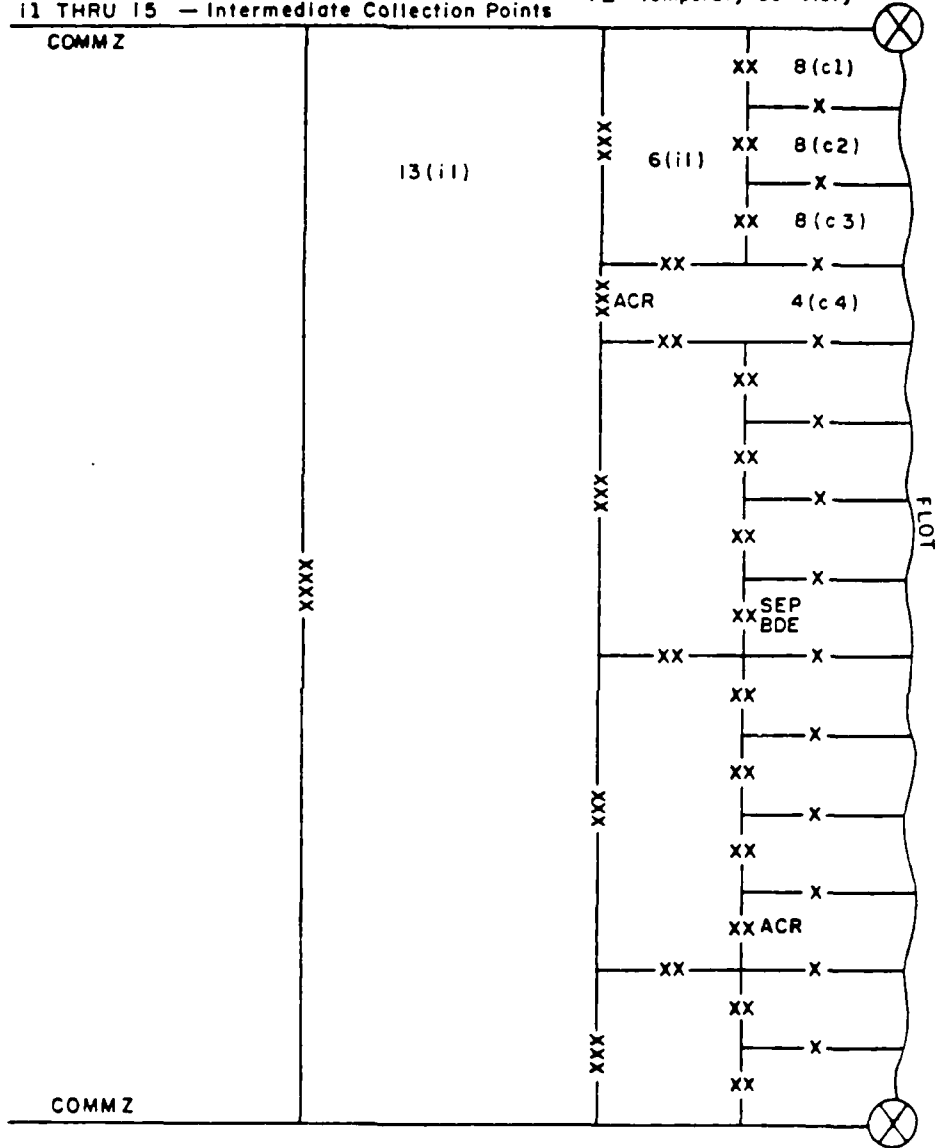 i1 THRU i5 — Intermediate Collection Points
COMMZ
XX 8(c1)
X
XXX
XX 8(c2)
13(i1)
6(i1)
X
XX 8(c3)
XX
X
XXX ACR
4(c4)
XX
X
XX
X
XX
XXX
X
FLOT
XX
XXXX
X
XX SEP
BDE
XX
X
XX
X
XX
XXX
X
XX
X
XX ACR
XX
X
XX
XXX
X
XX
COMMZ